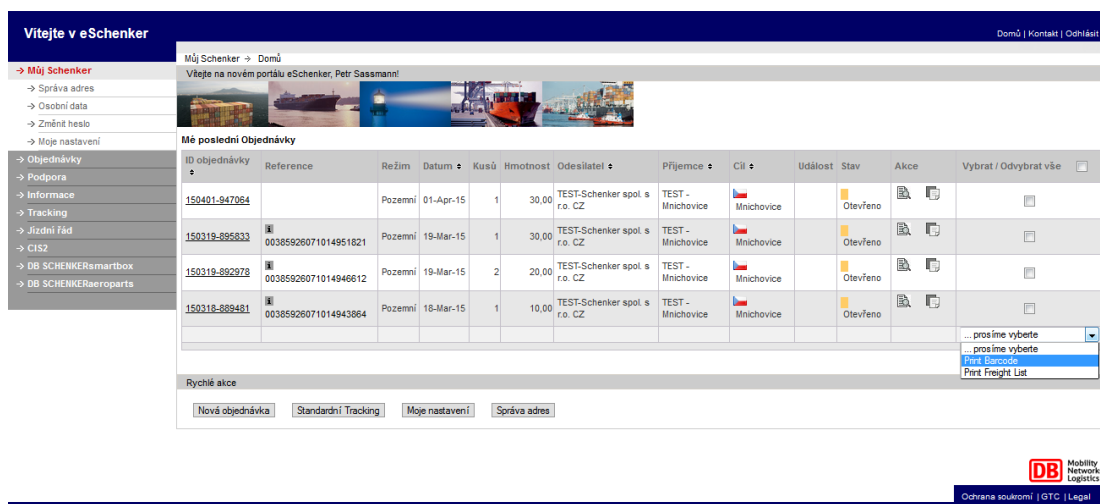 Vítejte v eSchenker
Domů | Kontakt | Odhlásit
Můj Schenker → Domů
Vítejte na novém portálu eSchenker, Petr Sassmann!
→ Můj Schenker
→ Správa adres
→ Osobní data
→ Změnit heslo
→ Moje nastavení
→ Objednávky
→ Podpora
→ Informace
→ Tracking
→ Jízdní řád
→ CIS2
→ DB SCHENKERsmartbox
→ DB SCHENKERaeroparts
Mé poslední Objednávky
ID objednávky Reference Režim Datum Kusů Hmotnost Odesílatel Příjemce Cíl Událost Stav Akce Vybrat / Odvybrat vše
150401-947064 Pozemní 01-Apr-15 1 30,00 TEST-Schenker spol. s r.o. CZ TEST - Mnichovice Mnichovice Otevřeno
150319-895833 00385926071014951821 Pozemní 19-Mar-15 1 30,00 TEST-Schenker spol. s r.o. CZ TEST - Mnichovice Mnichovice Otevřeno
150319-892978 00385926071014946612 Pozemní 19-Mar-15 2 20,00 TEST-Schenker spol. s r.o. CZ TEST - Mnichovice Mnichovice Otevřeno
150318-889481 00385926071014943864 Pozemní 18-Mar-15 1 10,00 TEST-Schenker spol. s r.o. CZ TEST - Mnichovice Mnichovice Otevřeno
... prosíme vyberte
... prosíme vyberte
Print Barcode
Print Freight List
Rychlé akce
Nová objednávka Standardní Tracking Moje nastavení Správa adres
DB Mobility
Network
Logistics
Ochrana soukromí | GTC | Legal